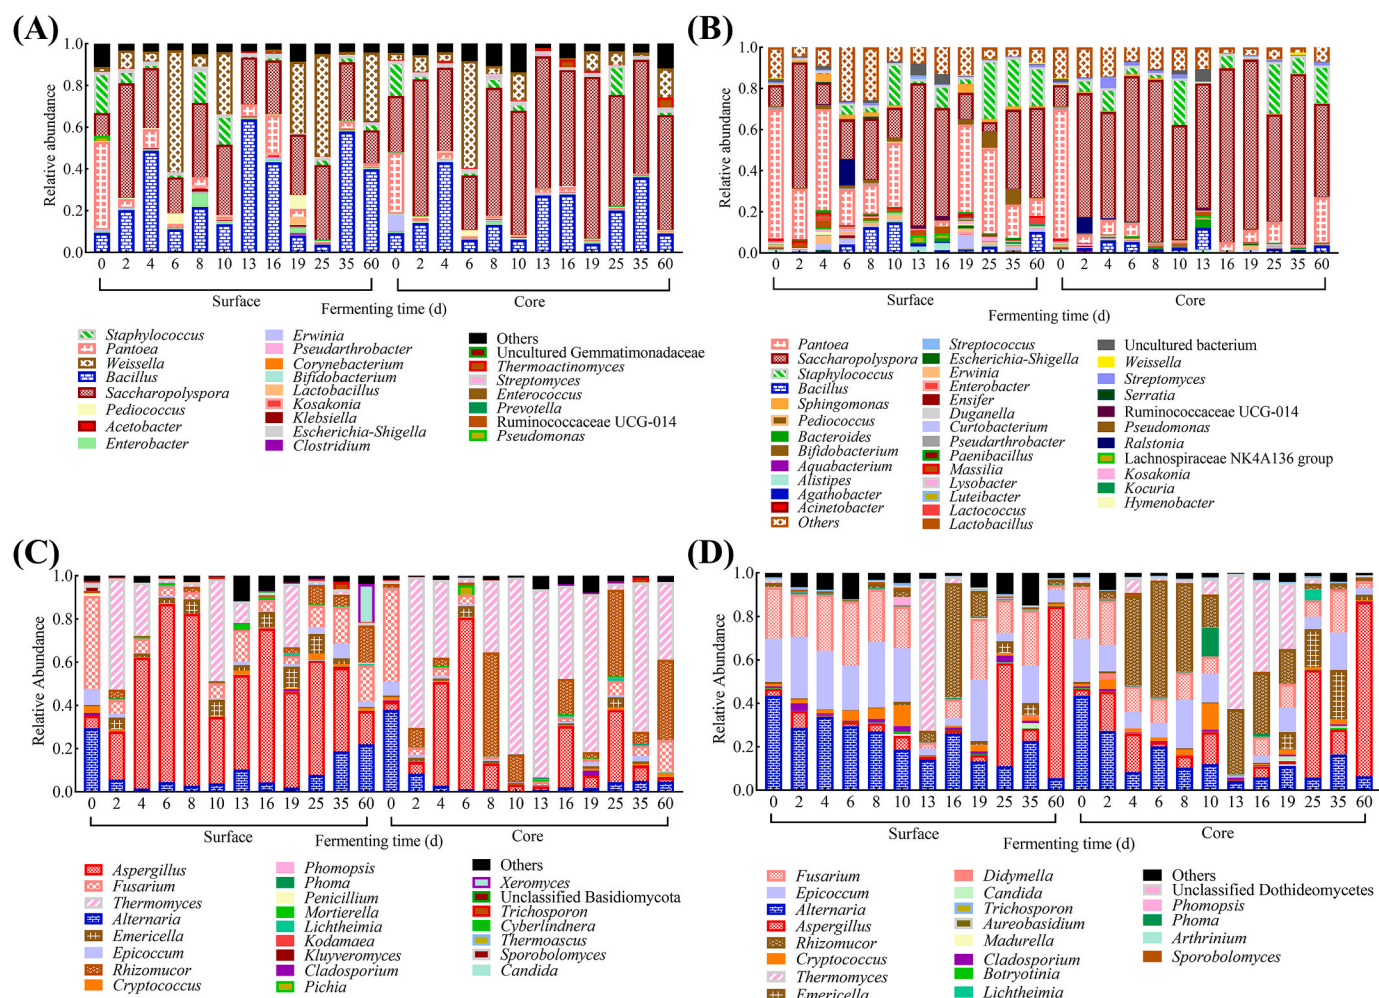 (A)
Relative abundance
1.0
0.8
0.6
0.4
0.2
0.0
0 2 4 6 8 10 13 16 19 25 35 60 0 2 4 6 8 10 13 16 19 25 35 60
Surface Core
Fermenting time (d)
Staphylococcus
Pantoea
Weissella
Bacillus
Saccharopolyspora
Pediococcus
Acetobacter
Enterobacter
Erwinia
Pseudarthrobacter
Corynebacterium
Bifidobacterium
Lactobacillus
Kosakonia
Klebsiella
Escherichia-Shigella
Clostridium
Others
Uncultured Gemmatimonadaceae
Thermoactinomyces
Streptomyces
Enterococcus
Prevotella
Ruminococcaceae UCG-014
Pseudomonas
(B)
Relative abundance
1.0
0.8
0.6
0.4
0.2
0.0
0 2 4 6 8 10 13 16 19 25 35 60 0 2 4 6 8 10 13 16 19 25 35 60
Surface Core
Fermenting time (d)
Pantoea
Saccharopolyspora
Staphylococcus
Bacillus
Sphingomonas
Pediococcus
Bacteroides
Bifidobacterium
Aquabacterium
Alistipes
Agathobacter
Acinetobacter
Others
Streptococcus
Escherichia-Shigella
Erwinia
Enterobacter
Ensifer
Duganella
Curtobacterium
Pseudarthrobacter
Paenibacillus
Massilia
Lysobacter
Luteibacter
Lactococcus
Lactobacillus
Uncultured bacterium
Weissella
Streptomyces
Serratia
Ruminococcaceae UCG-014
Pseudomonas
Ralstonia
Lachnospiraceae NK4A136 group
Kosakonia
Kocuria
Hymenobacter
(C)
Relative Abundance
1.0
0.8
0.6
0.4
0.2
0.0
0 2 4 6 8 10 13 16 19 25 35 60 0 2 4 6 8 10 13 16 19 25 35 60
Surface Core
Fermenting time (d)
Aspergillus
Fusarium
Thermomyces
Alternaria
Emericella
Epicoccum
Rhizomucor
Cryptococcus
Phomopsis
Phoma
Penicillium
Mortierella
Lichtheimia
Kodamaea
Kluyveromyces
Cladosporium
Pichia
Others
Xeromyces
Unclassified Basidiomycota
Trichosporon
Cyberlindnera
Thermoascus
Sporobolomyces
Candida
(D)
Relative Abundance
1.0
0.8
0.6
0.4
0.2
0.0
0 2 4 6 8 10 13 16 19 25 35 60 0 2 4 6 8 10 13 16 19 25 35 60
Surface Core
Fermenting time (d)
Fusarium
Epicoccum
Alternaria
Aspergillus
Rhizomucor
Cryptococcus
Thermomyces
Emericella
Didymella
Candida
Trichosporon
Aureobasidium
Madurella
Cladosporium
Botryotinia
Lichtheimia
Others
Unclassified Dothideomycetes
Phomopsis
Phoma
Arthrinium
Sporobolomyces